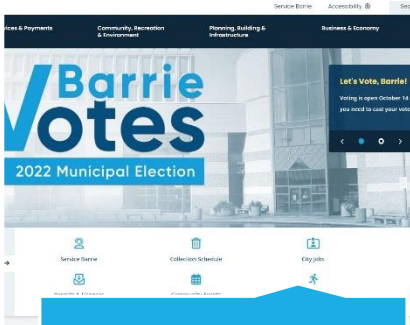 Service Barrie Accessibility
Community, Recreation
& Environment
Planning, Building &
Infrastructure
Business & Economy
& Payments
Barrie
Votes
2022 Municipal Election
Let's Vote, Barrie!
Voting is open October 14
you need to cast your vote
Service Barrie
Collection Schedule
City Jobs